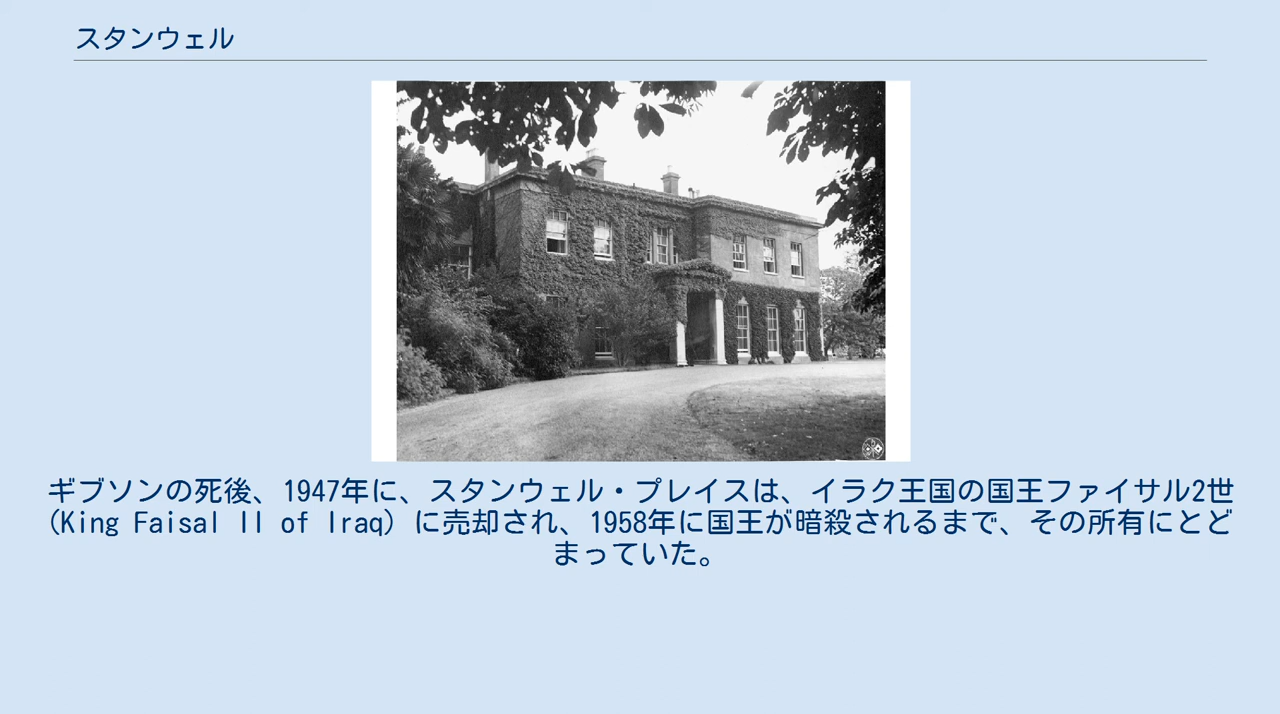 スタンウェル
ギブソンの死後、1947年に、スタンウェル・プレイスは、イラク王国の国王ファイサル2世
(King Faisal II of Iraq) に売却され、1958年に国王が暗殺されるまで、その所有にとど
まっていた。